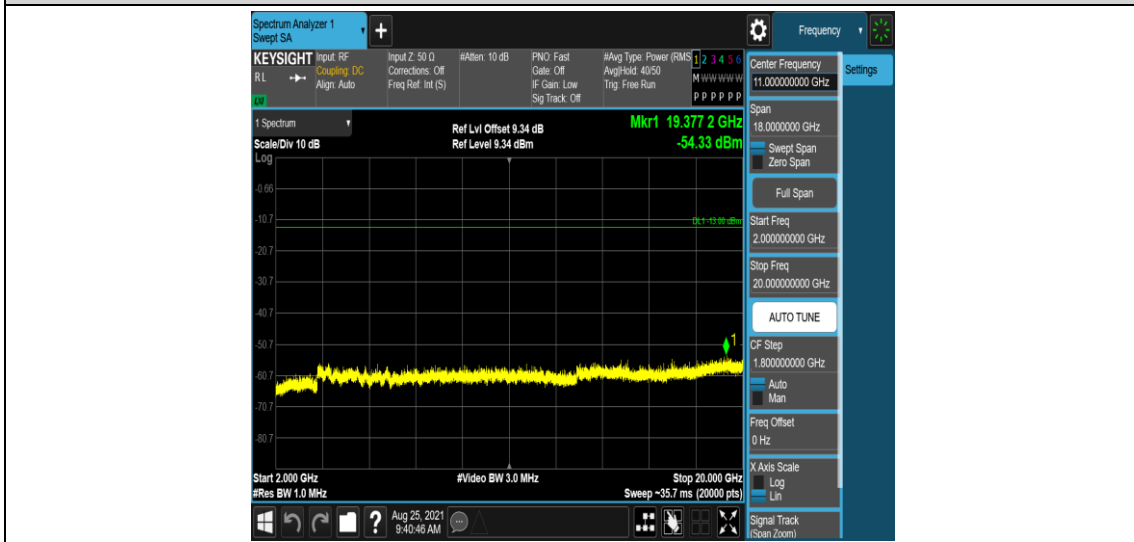 Spectrum Analyzer 1
Swept SA
+
Frequency
KEYSIGHT
RL
LXI
Input: RF
Coupling: DC
Align: Auto
Input Z: 50 Ω
Corrections: Off
Freq Ref: Int (S)
#Atten: 10 dB
PNO: Fast
Gate: Off
IF Gain: Low
Sig Track: Off
#Avg Type: Power (RMS
Avg|Hold: 40/50
Trig: Free Run
1 2 3 4 5 6
M W W W W W
P P P P P P
1 Spectrum
Scale/Div 10 dB
Log
Ref Lvl Offset 9.34 dB
Ref Level 9.34 dBm
Mkr1 19.377 2 GHz
-54.33 dBm
-0.66
-10.7
DL1 -13.00 dBm
-20.7
-30.7
-40.7
-50.7
1
-60.7
-70.7
-80.7
Start 2.000 GHz
#Res BW 1.0 MHz
#Video BW 3.0 MHz
Stop 20.000 GHz
Sweep ~35.7 ms (20000 pts)
?
Aug 25, 2021
9:40:46 AM
Center Frequency
11.000000000 GHz
Settings
Span
18.0000000 GHz
Swept Span
Zero Span
Full Span
Start Freq
2.000000000 GHz
Stop Freq
20.000000000 GHz
AUTO TUNE
CF Step
1.800000000 GHz
Auto
Man
Freq Offset
0 Hz
X Axis Scale
Log
Lin
Signal Track
(Span Zoom)